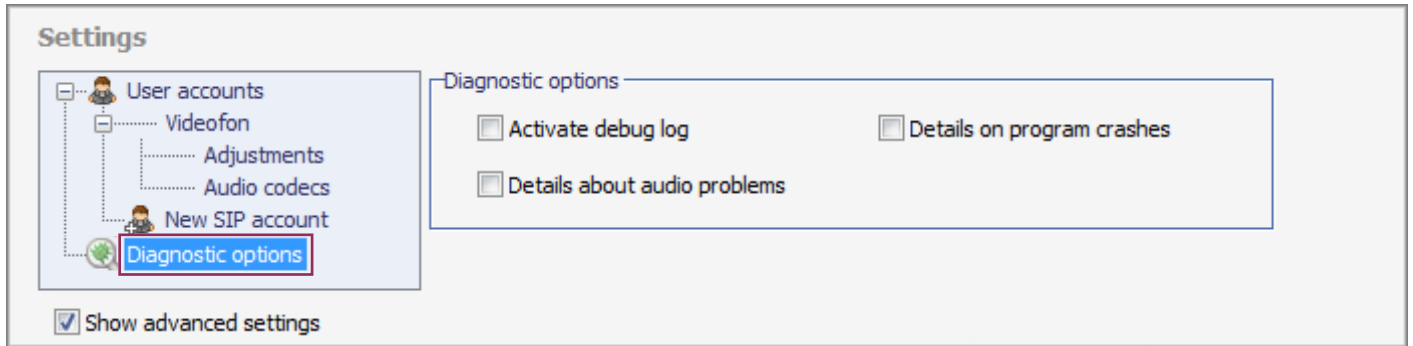 Settings
User accounts
Videofon
Adjustments
Audio codecs
New SIP account
Diagnostic options
Show advanced settings
Diagnostic options
Activate debug log
Details on program crashes
Details about audio problems